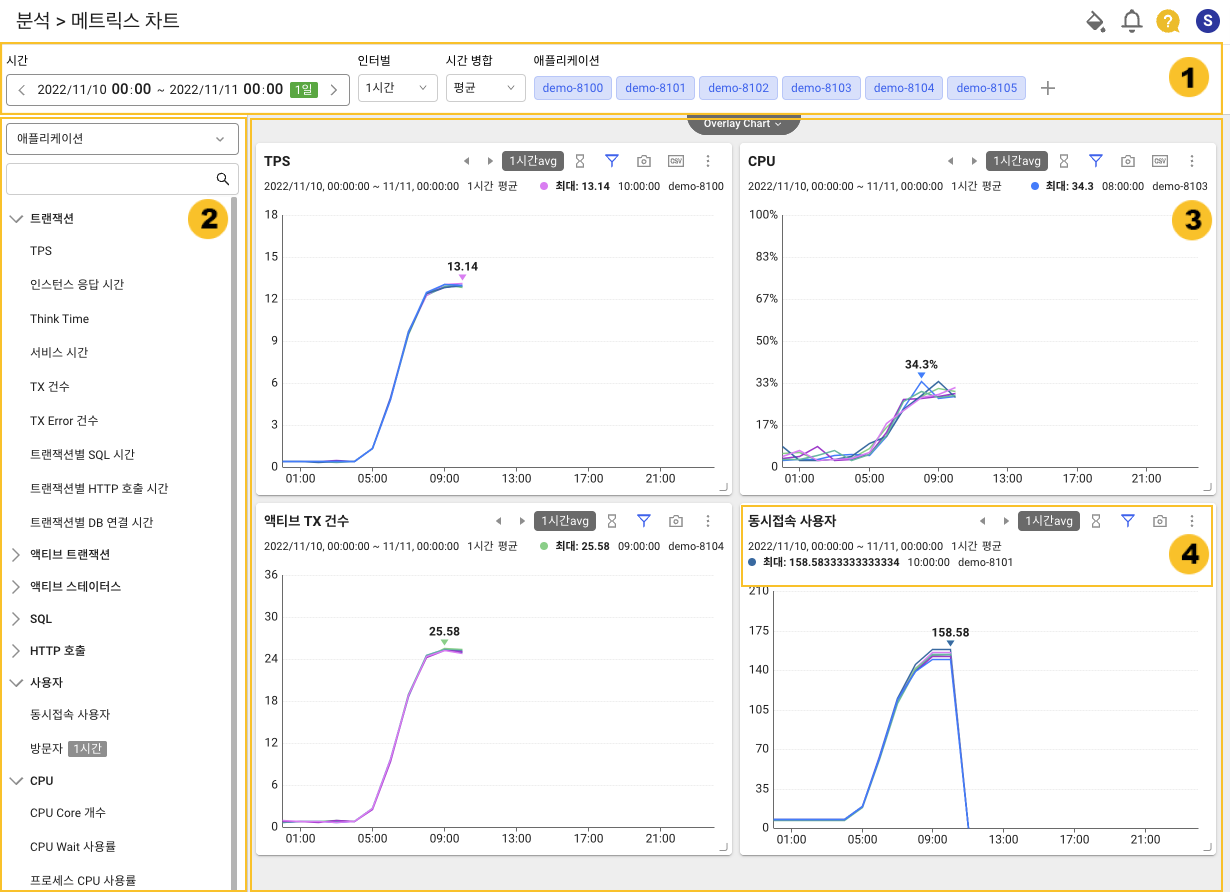 분석 > 메트릭스 차트
?
S
시간
인터벌
시간 병합
애플리케이션
2022/11/10 00:00 ~ 2022/11/11 00:00 1일
1시간
평균
demo-8100
demo-8101
demo-8102
demo-8103
demo-8104
demo-8105
1
애플리케이션
2
트랜잭션
TPS
인스턴스 응답 시간
Think Time
서비스 시간
TX 건수
TX Error 건수
트랜잭션별 SQL 시간
트랜잭션별 HTTP 호출 시간
트랜잭션별 DB 연결 시간
액티브 트랜잭션
액티브 스테이터스
SQL
HTTP 호출
사용자
동시접속 사용자
방문자 1시간
CPU
CPU Core 개수
CPU Wait 사용률
프로세스 CPU 사용률
Overlay Chart
TPS
1시간avg
CSV
2022/11/10, 00:00:00 ~ 11/11, 00:00:00 1시간 평균 최대: 13.14 10:00:00 demo-8100
18
15
13.14
12
9
6
3
0
01:00 05:00 09:00 13:00 17:00 21:00
CPU
1시간avg
CSV
2022/11/10, 00:00:00 ~ 11/11, 00:00:00 1시간 평균 최대: 34.3 08:00:00 demo-8103
3
100%
83%
67%
50%
34.3%
33%
17%
0
01:00 05:00 09:00 13:00 17:00 21:00
액티브 TX 건수
1시간avg
2022/11/10, 00:00:00 ~ 11/11, 00:00:00 1시간 평균 최대: 25.58 09:00:00 demo-8104
36
30
25.58
24
18
12
6
0
01:00 05:00 09:00 13:00 17:00 21:00
동시접속 사용자
1시간avg
2022/11/10, 00:00:00 ~ 11/11, 00:00:00 1시간 평균
최대: 158.58333333333334 10:00:00 demo-8101
4
210
175
158.58
140
105
70
35
0
01:00 05:00 09:00 13:00 17:00 21:00